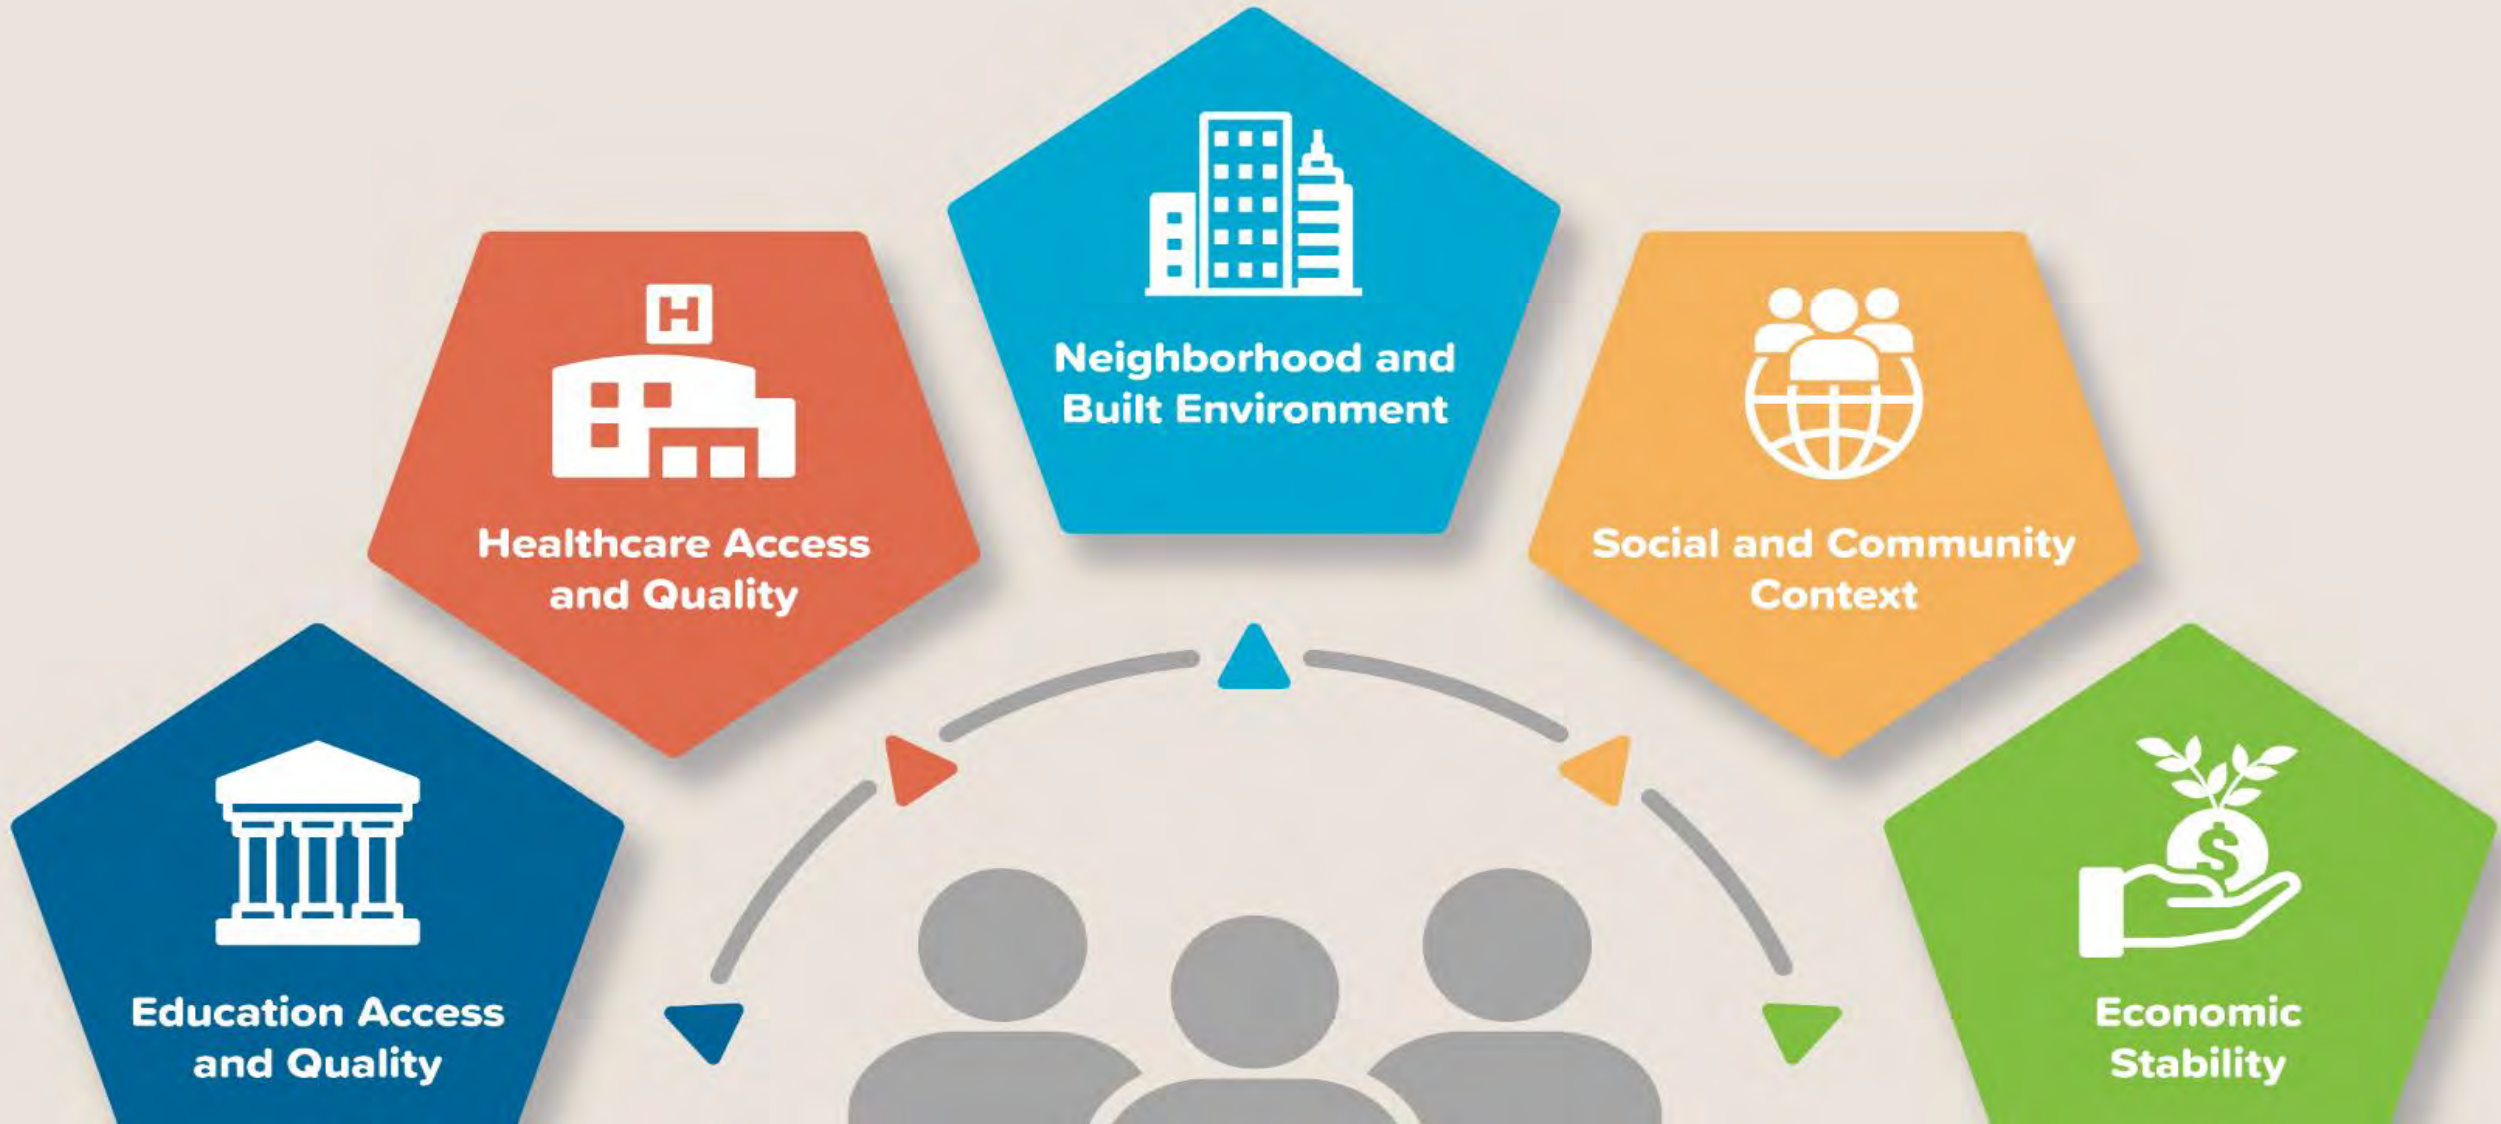 Neighborhood and
Built Environment
H
Healthcare Access
and Quality
Social and Community
Context
Education Access
and Quality
$
Economic
Stability